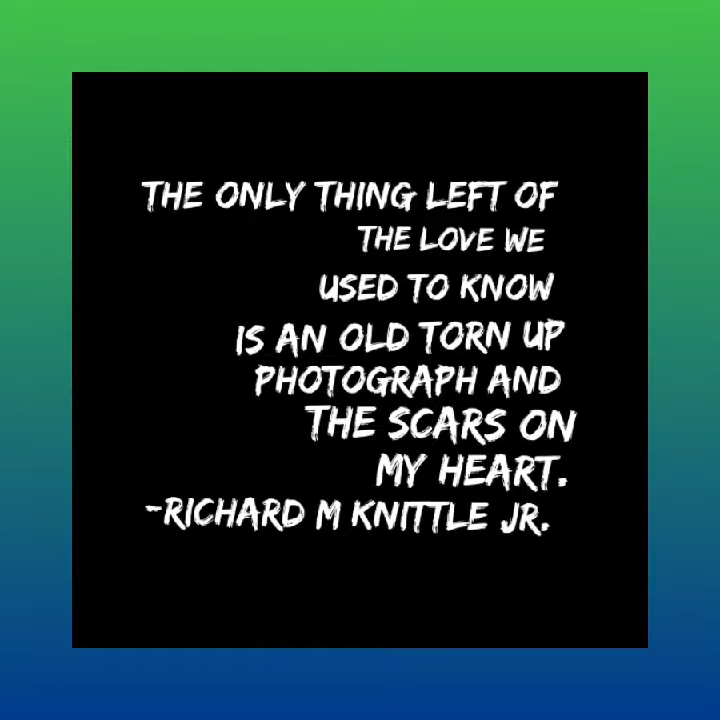 THE ONLY THING LEFT OF
THE LOVE WE
USED TO KNOW
IS AN OLD TORN UP
PHOTOGRAPH AND
THE SCARS ON
MY HEART.
-RICHARD M KNITTLE JR.